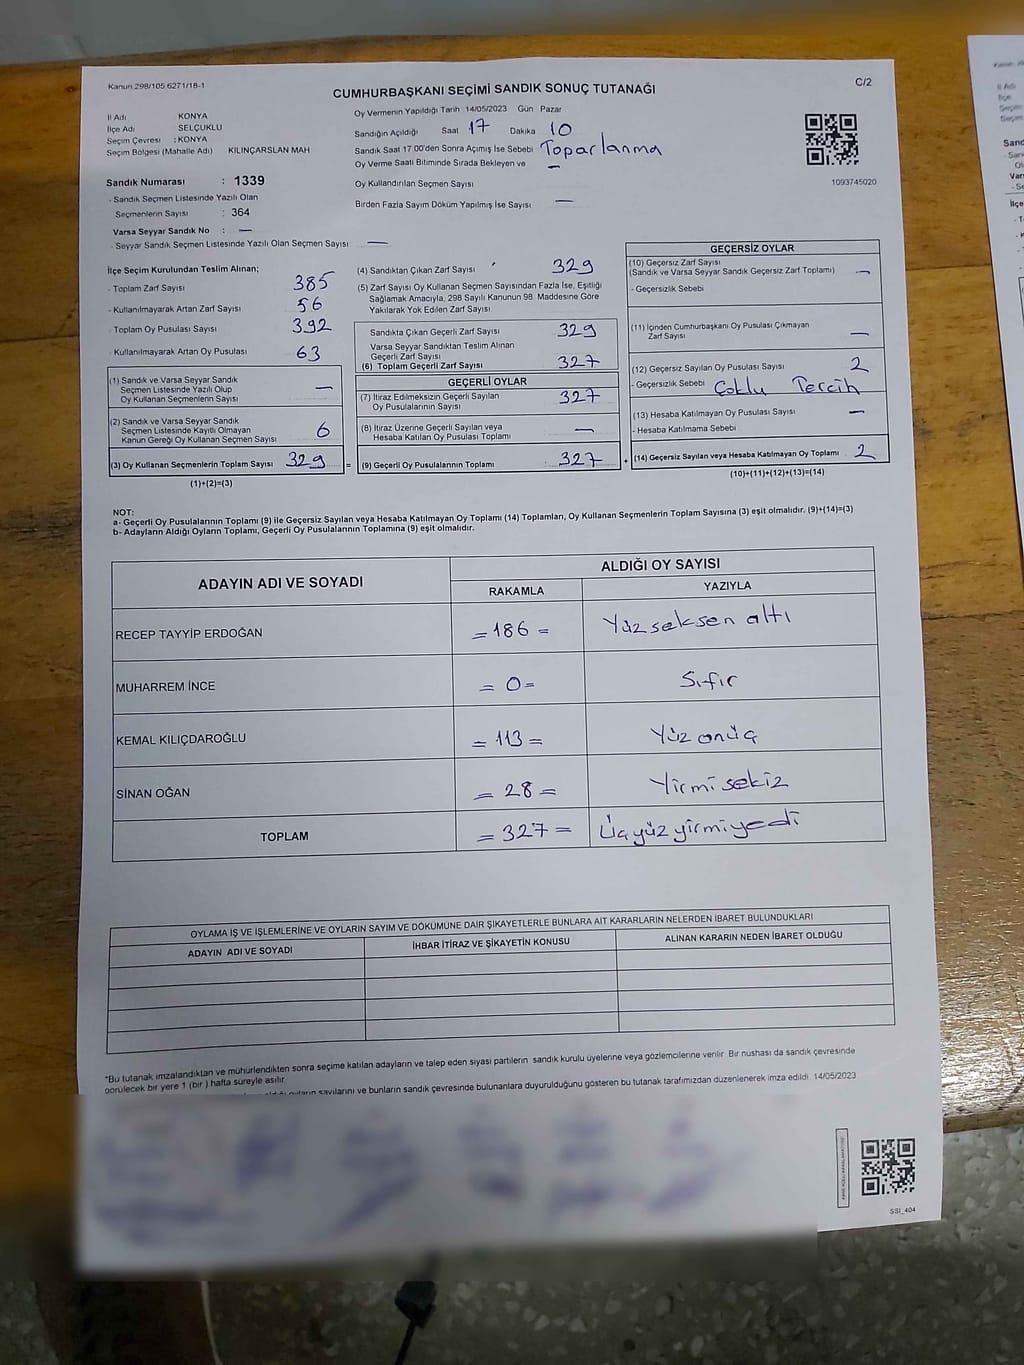 Kanun 298/105 6271/18-1
C/2
CUMHURBAŞKANI SEÇİMİ SANDIK SONUÇ TUTANAĞI
İl Adı KONYA
İlçe Adı SELÇUKLU
Seçim Çevresi : KONYA
Seçim Bölgesi (Mahalle Adı) KILINÇARSLAN MAH
Oy Vermenin Yapıldığı Tarih 14/05/2023 Gün Pazar
Sandığın Açıldığı Saat 17 Dakika 10
Sandık Saat 17:00'den Sonra Açımış İse Sebebi Toparlanma
Oy Verme Saati Bitiminde Sırada Bekleyen ve —
Oy Kullandırılan Seçmen Sayısı
Birden Fazla Sayım Döküm Yapılmış İse Sayısı —
1093745020
Sandık Numarası : 1339
- Sandık Seçmen Listesinde Yazılı Olan
Seçmenlerin Sayısı : 364
Varsa Seyyar Sandık No : —
- Seyyar Sandık Seçmen Listesinde Yazılı Olan Seçmen Sayısı : —
İlçe Seçim Kurulundan Teslim Alınan;
- Toplam Zarf Sayısı 385
- Kullanılmayarak Artan Zarf Sayısı 56
- Toplam Oy Pusulası Sayısı 392
- Kullanılmayarak Artan Oy Pusulası 63
(1) Sandık ve Varsa Seyyar Sandık
Seçmen Listesinde Yazılı Olup
Oy Kullanan Seçmenlerin Sayısı —
(2) Sandık ve Varsa Seyyar Sandık
Seçmen Listesinde Kayıtlı Olmayan
Kanun Gereği Oy Kullanan Seçmen Sayısı 6
(3) Oy Kullanan Seçmenlerin Toplam Sayısı 329
(1)+(2)=(3)
(4) Sandıktan Çıkan Zarf Sayısı 329
(5) Zarf Sayısı Oy Kullanan Seçmen Sayısından Fazla İse, Eşitliği
Sağlamak Amacıyla, 298 Sayılı Kanunun 98. Maddesine Göre
Yakılarak Yok Edilen Zarf Sayısı
Sandıkta Çıkan Geçerli Zarf Sayısı 329
Varsa Seyyar Sandıktan Teslim Alınan
Geçerli Zarf Sayısı
(6) Toplam Geçerli Zarf Sayısı 327
GEÇERLİ OYLAR
(7) İtiraz Edilmeksizin Geçerli Sayılan
Oy Pusulalarının Sayısı 327
(8) İtiraz Üzerine Geçerli Sayılan veya
Hesaba Katılan Oy Pusulası Toplamı —
= (9) Geçerli Oy Pusulalarının Toplamı : 327 +
GEÇERSİZ OYLAR
(10) Geçersiz Zarf Sayısı
(Sandık ve Varsa Seyyar Sandık Geçersiz Zarf Toplamı) —
- Geçersizlik Sebebi
(11) İçinden Cumhurbaşkanı Oy Pusulası Çıkmayan
Zarf Sayısı —
(12) Geçersiz Sayılan Oy Pusulası Sayısı 2
- Geçersizlik Sebebi Çoklu Tercih
(13) Hesaba Katılmayan Oy Pusulası Sayısı —
- Hesaba Katılmama Sebebi
(14) Geçersiz Sayılan veya Hesaba Katılmayan Oy Toplamı 2
(10)+(11)+(12)+(13)=(14)
NOT:
a- Geçerli Oy Pusulalarının Toplamı (9) ile Geçersiz Sayılan veya Hesaba Katılmayan Oy Toplamı (14) Toplamları, Oy Kullanan Seçmenlerin Toplam Sayısına (3) eşit olmalıdır. (9)+(14)=(3)
b- Adayların Aldığı Oyların Toplamı, Geçerli Oy Pusulalarının Toplamına (9) eşit olmalıdır.
ADAYIN ADI VE SOYADI ALDIĞI OY SAYISI
RAKAMLA YAZIYLA
RECEP TAYYİP ERDOĞAN =186= Yüz seksen altı
MUHARREM İNCE =0= Sıfır
KEMAL KILIÇDAROĞLU =113= Yüz onüç
SİNAN OĞAN =28= Yirmi sekiz
TOPLAM =327= Üçyüz yirmiyedi
OYLAMA İŞ VE İŞLEMLERİNE VE OYLARIN SAYIM VE DÖKÜMÜNE DAİR ŞİKAYETLERLE BUNLARA AİT KARARLARIN NELERDEN İBARET BULUNDUKLARI
ADAYIN ADI VE SOYADI İHBAR İTİRAZ VE ŞİKAYETİN KONUSU ALINAN KARARIN NEDEN İBARET OLDUĞU
*Bu tutanak imzalandıktan ve mühürlendikten sonra seçime katılan adayların ve talep eden siyasi partilerin sandık kurulu üyelerine veya gözlemcilerine verilir. Bir nüshası da sandık çevresinde
görülecek bir yere 1 (bir) hafta süreyle asılır.
oyların sayılarını ve bunların sandık çevresinde bulunanlara duyurulduğunu gösteren bu tutanak tarafımızdan düzenlenerek imza edildi. 14/05/2023
SSI_404